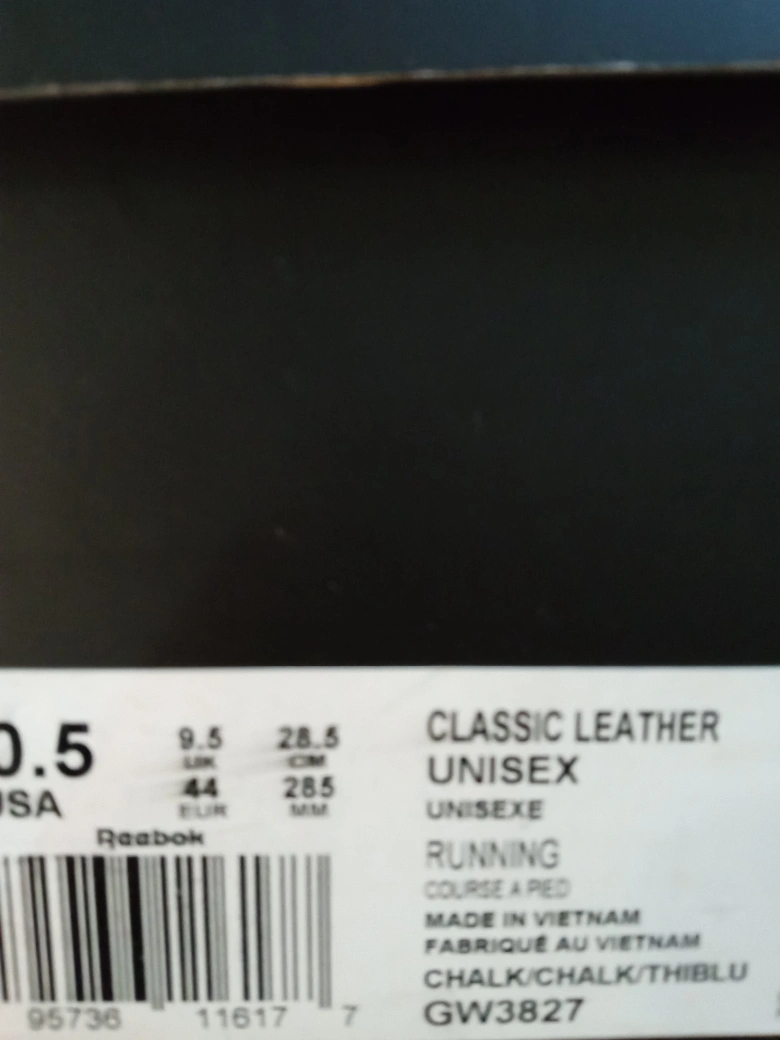 0.5
USA
9.5
UK
44
EUR
28.5
CM
285
MM
Reebok
95736 11617 7
CLASSIC LEATHER
UNISEX
UNISEXE
RUNNING
COURSE A PIED
MADE IN VIETNAM
FABRIQUÉ AU VIETNAM
CHALK/CHALK/THIBLU
GW3827